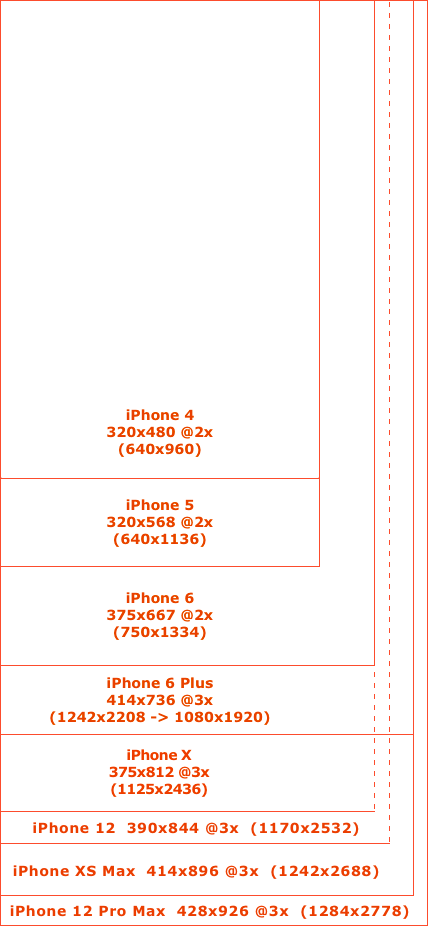 iPhone 4
320x480 @2x
(640x960)
iPhone 5
320x568 @2x
(640x1136)
iPhone 6
375x667 @2x
(750x1334)
iPhone 6 Plus
414x736 @3x
(1242x2208 -> 1080x1920)
iPhone X
375x812 @3x
(1125x2436)
iPhone 12 390x844 @3x (1170x2532)
iPhone XS Max 414x896 @3x (1242x2688)
iPhone 12 Pro Max 428x926 @3x (1284x2778)